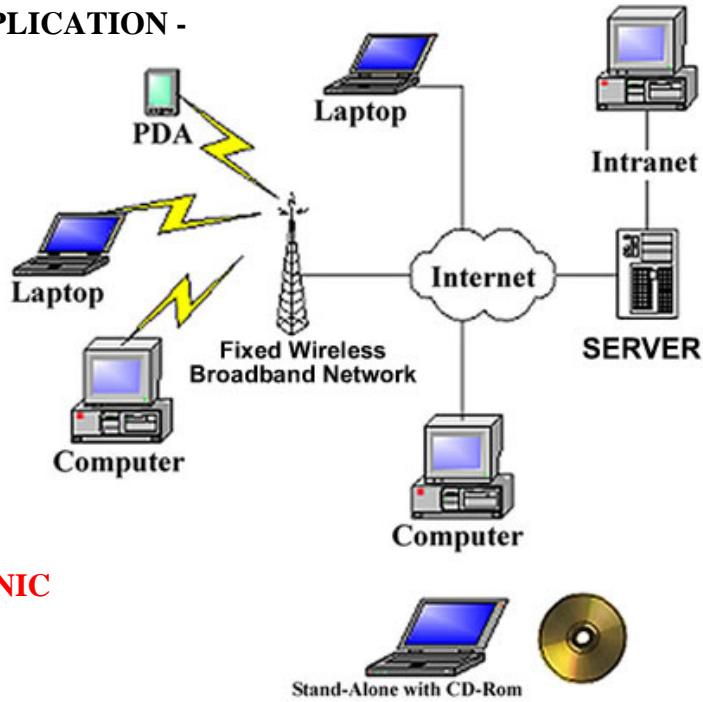 PLICATION -
PDA
Laptop
Intranet
Laptop
Internet
SERVER
Fixed Wireless
Broadband Network
Computer
Computer
NIC
Stand-Alone with CD-Rom